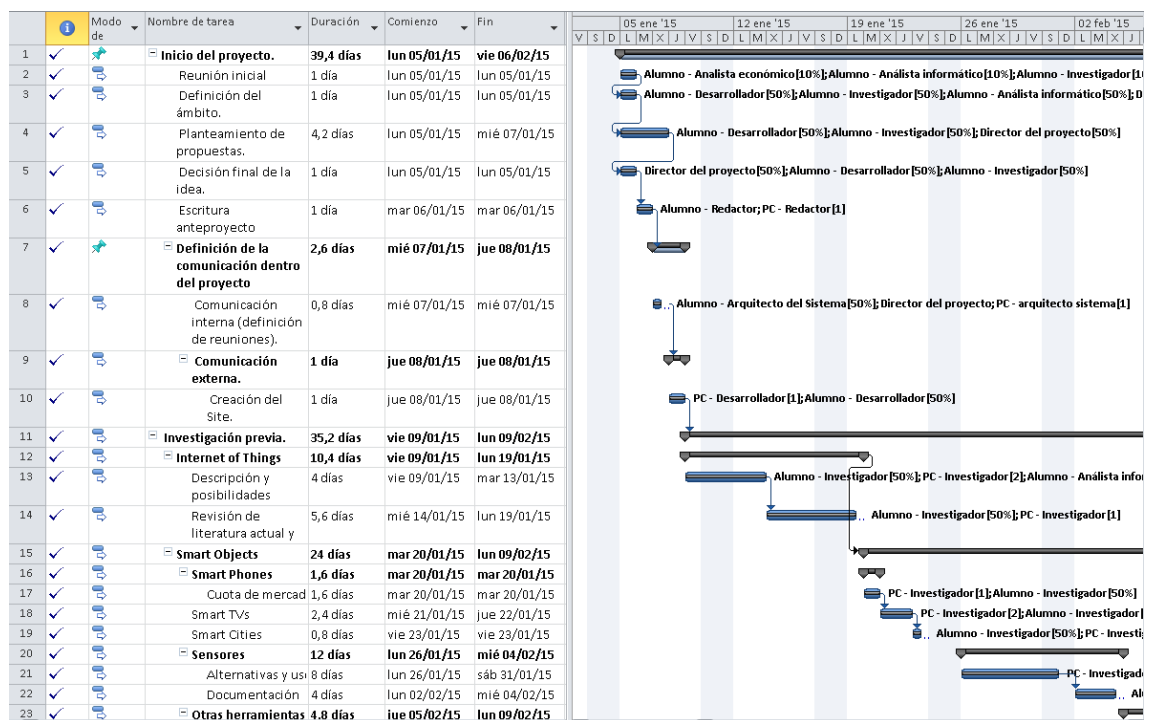 Modo de Nombre de tarea Duración Comienzo Fin
05 ene '15 12 ene '15 19 ene '15 26 ene '15 02 feb '15
V S D L M X J V S D L M X J V S D L M X J V S D L M X J V S D L M X J
1 Inicio del proyecto. 39,4 días lun 05/01/15 vie 06/02/15
2 Reunión inicial 1 día lun 05/01/15 lun 05/01/15 Alumno - Analista económico[10%];Alumno - Análista informático[10%];Alumno - Investigador[1
3 Definición del ámbito. 1 día lun 05/01/15 lun 05/01/15 Alumno - Desarrollador[50%];Alumno - Investigador[50%];Alumno - Análista informático[50%];D
4 Planteamiento de propuestas. 4,2 días lun 05/01/15 mié 07/01/15 Alumno - Desarrollador[50%];Alumno - Investigador[50%];Director del proyecto[50%]
5 Decisión final de la idea. 1 día lun 05/01/15 lun 05/01/15 Director del proyecto[50%];Alumno - Desarrollador[50%];Alumno - Investigador[50%]
6 Escritura anteproyecto 1 día mar 06/01/15 mar 06/01/15 Alumno - Redactor;PC - Redactor[1]
7 Definición de la comunicación dentro del proyecto 2,6 días mié 07/01/15 jue 08/01/15
8 Comunicación interna (definición de reuniones). 0,8 días mié 07/01/15 mié 07/01/15 Alumno - Arquitecto del Sistema[50%];Director del proyecto;PC - arquitecto sistema[1]
9 Comunicación externa. 1 día jue 08/01/15 jue 08/01/15
10 Creación del Site. 1 día jue 08/01/15 jue 08/01/15 PC - Desarrollador[1];Alumno - Desarrollador[50%]
11 Investigación previa. 35,2 días vie 09/01/15 lun 09/02/15
12 Internet of Things 10,4 días vie 09/01/15 lun 19/01/15
13 Descripción y posibilidades 4 días vie 09/01/15 mar 13/01/15 Alumno - Investigador[50%];PC - Investigador[2];Alumno - Análista infor
14 Revisión de literatura actual y 5,6 días mié 14/01/15 lun 19/01/15 Alumno - Investigador[50%];PC - Investigador[1]
15 Smart Objects 24 días mar 20/01/15 lun 09/02/15
16 Smart Phones 1,6 días mar 20/01/15 mar 20/01/15
17 Cuota de mercad 1,6 días mar 20/01/15 mar 20/01/15 PC - Investigador[1];Alumno - Investigador[50%]
18 Smart TVs 2,4 días mié 21/01/15 jue 22/01/15 PC - Investigador[2];Alumno - Investigador[
19 Smart Cities 0,8 días vie 23/01/15 vie 23/01/15 Alumno - Investigador[50%];PC - Investig
20 Sensores 12 días lun 26/01/15 mié 04/02/15
21 Alternativas y us 8 días lun 26/01/15 sáb 31/01/15 PC - Investigad
22 Documentación 4 días lun 02/02/15 mié 04/02/15 Al
23 Otras herramientas 4,8 días jue 05/02/15 lun 09/02/15